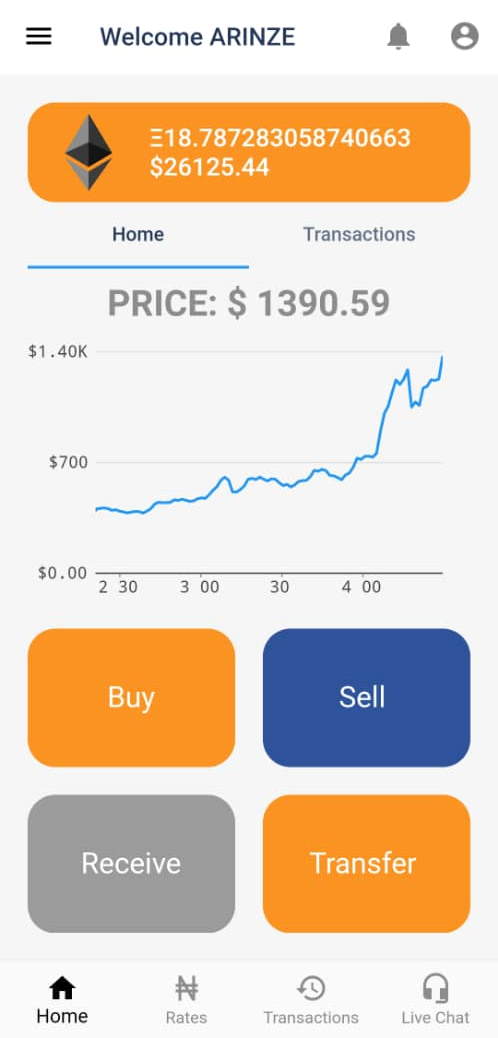 Welcome ARINZE
Ξ18.787283058740663
$26125.44
Home Transactions
PRICE: $ 1390.59
$1.40K
$700
$0.00
2 30 3 00 30 4 00
Buy Sell
Receive Transfer
Home Rates Transactions Live Chat